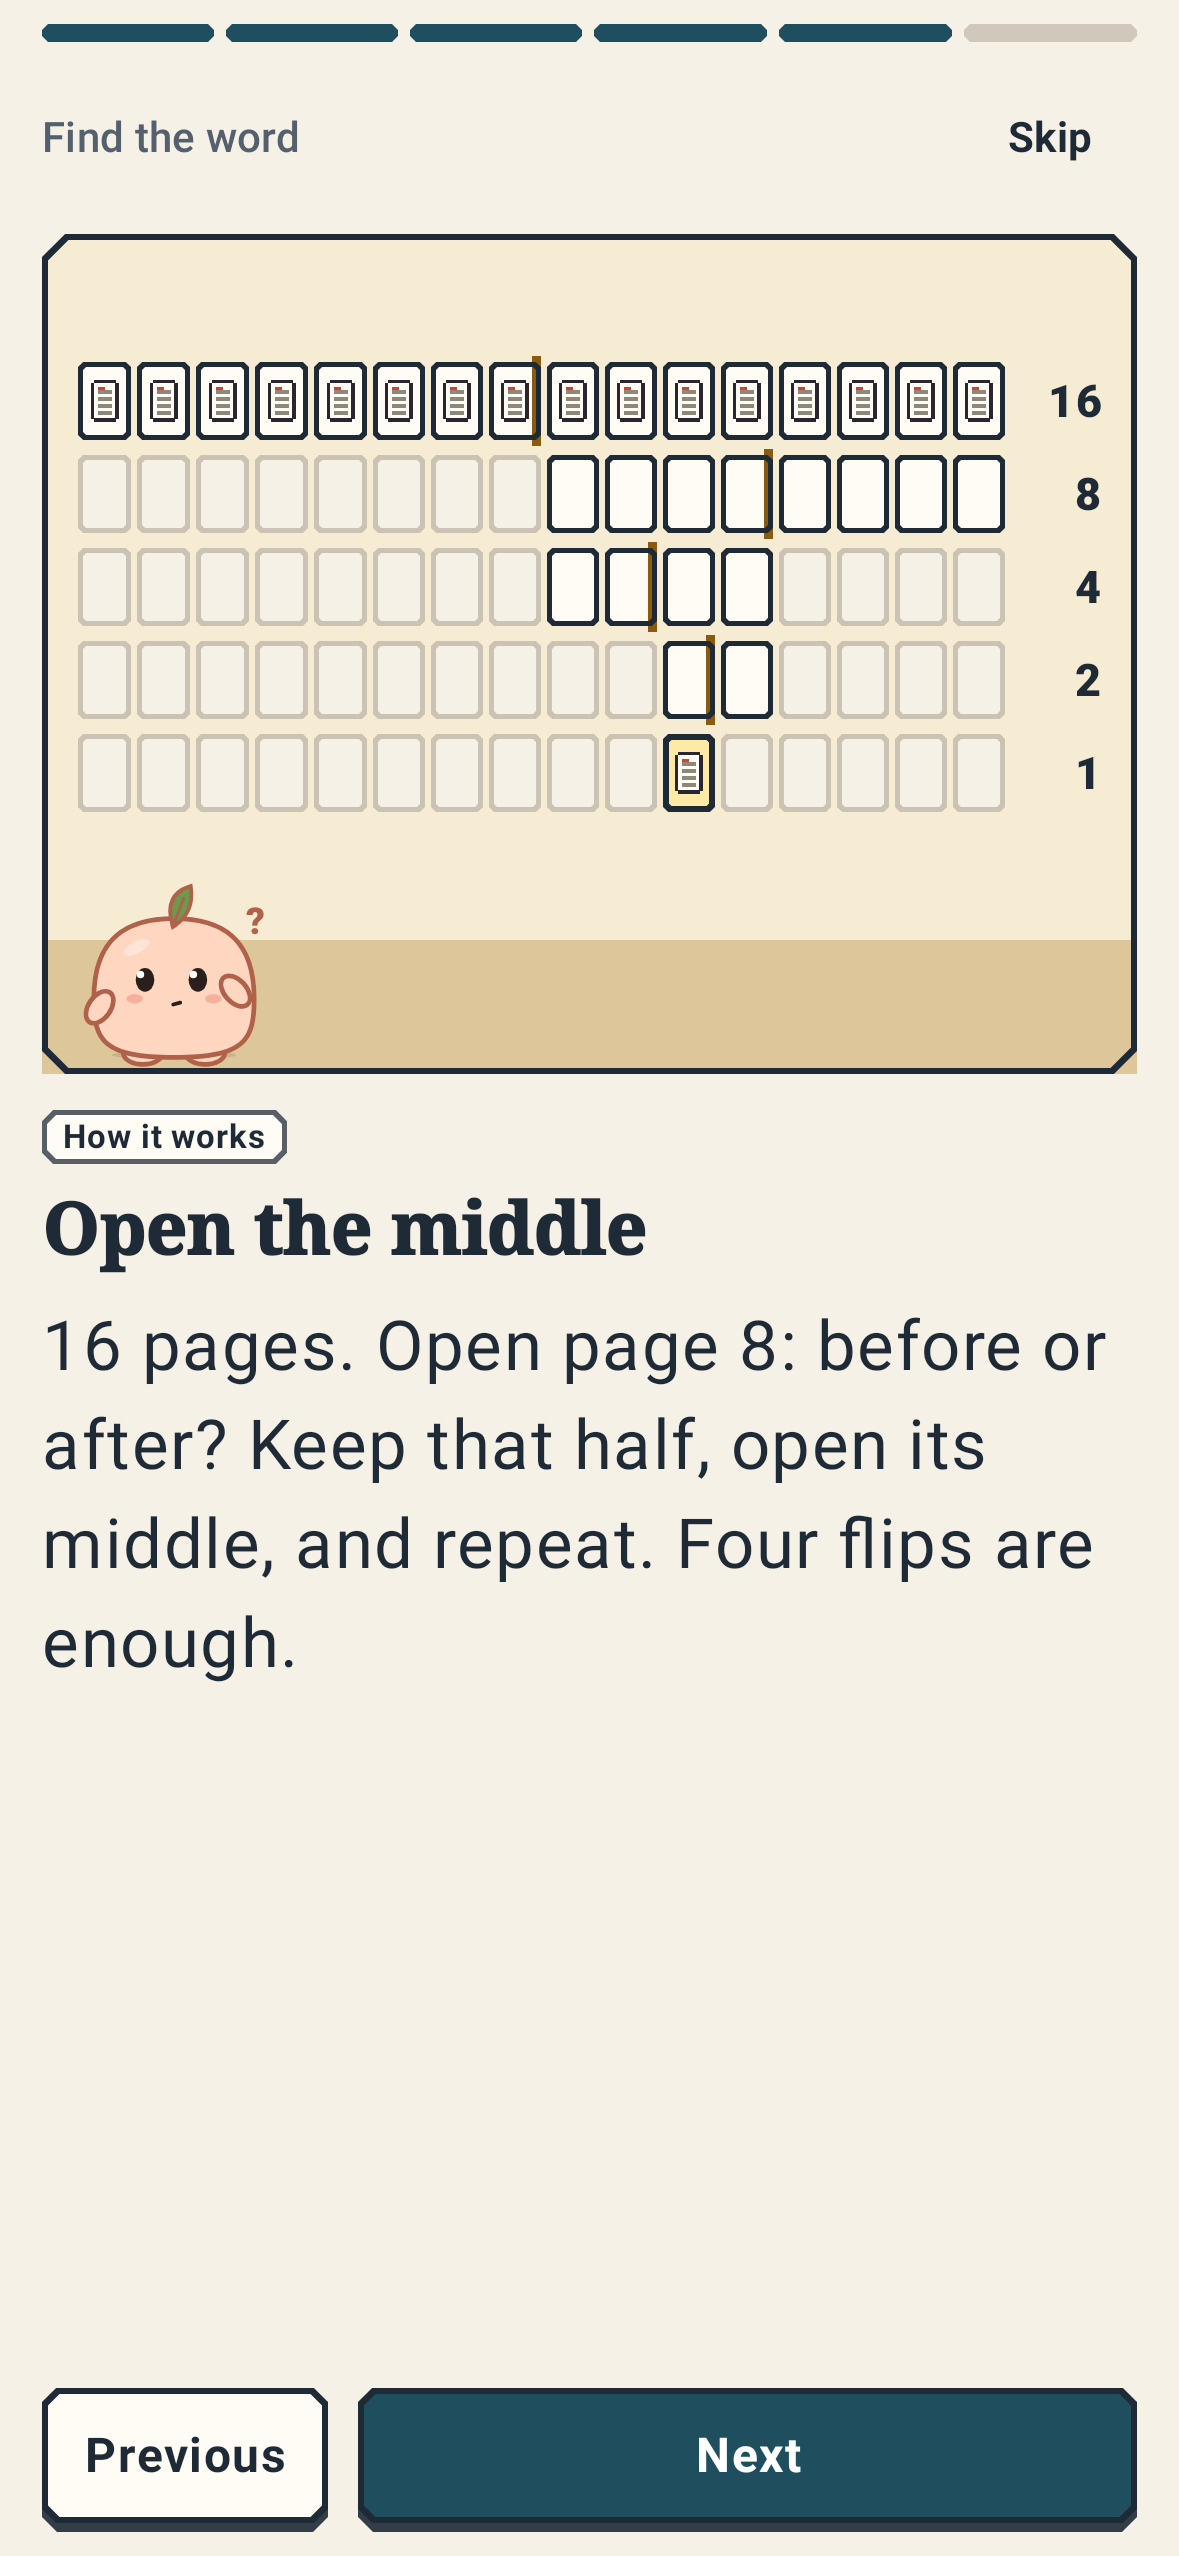 Find the word
Skip
16
8
4
2
1
?
How it works
Open the middle
16 pages. Open page 8: before or
after? Keep that half, open its
middle, and repeat. Four flips are
enough.
Previous
Next